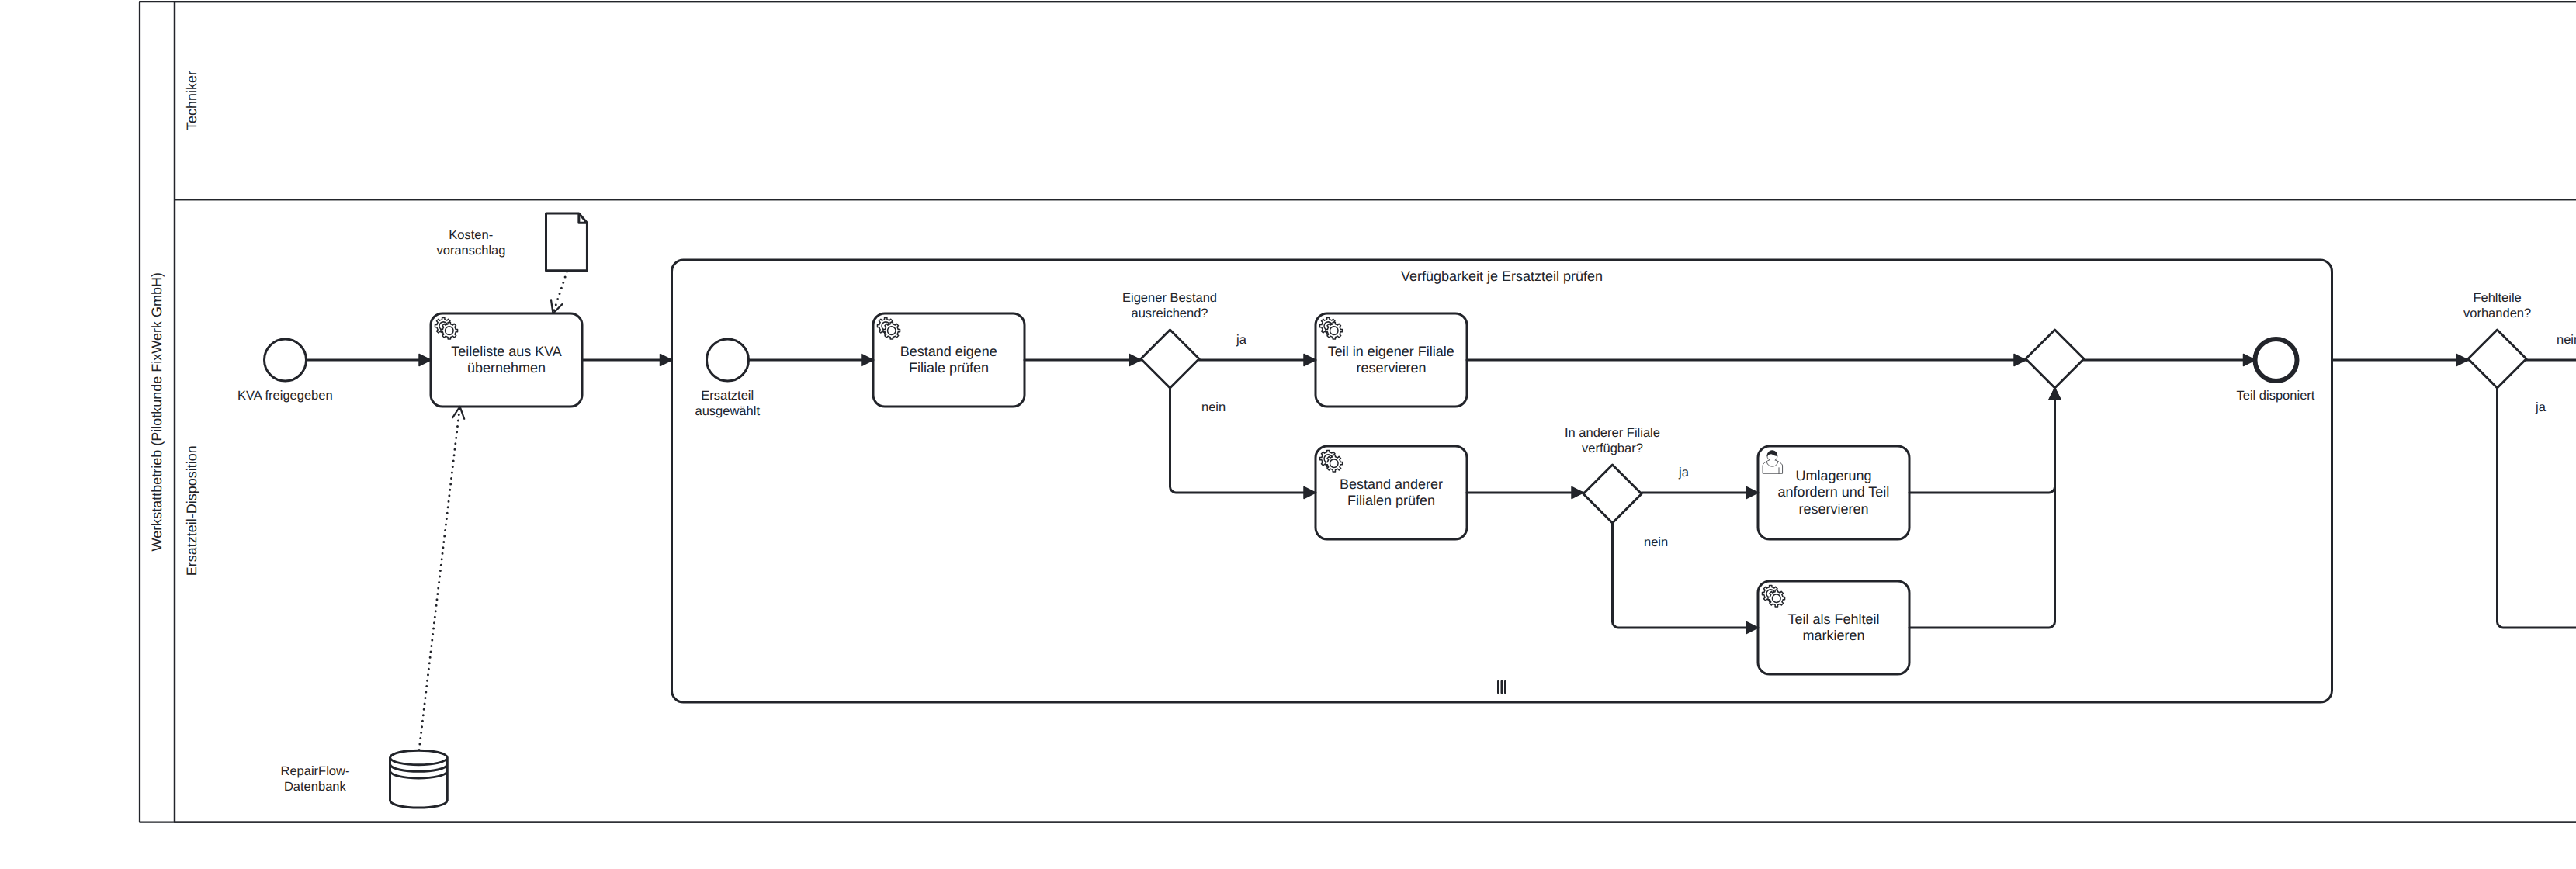 Techniker
Werkstattbetrieb (Pilotkunde FixWerk GmbH)
Ersatzteil-Disposition
Kosten-
voranschlag
KVA freigegeben
Teileliste aus KVA
übernehmen
RepairFlow-
Datenbank
Verfügbarkeit je Ersatzteil prüfen
Ersatzteil
ausgewählt
Bestand eigene
Filiale prüfen
Eigener Bestand
ausreichend?
ja
nein
Teil in eigener Filiale
reservieren
Bestand anderer
Filialen prüfen
In anderer Filiale
verfügbar?
ja
nein
Umlagerung
anfordern und Teil
reservieren
Teil als Fehlteil
markieren
Teil disponiert
Fehlteile
vorhanden?
nein
ja